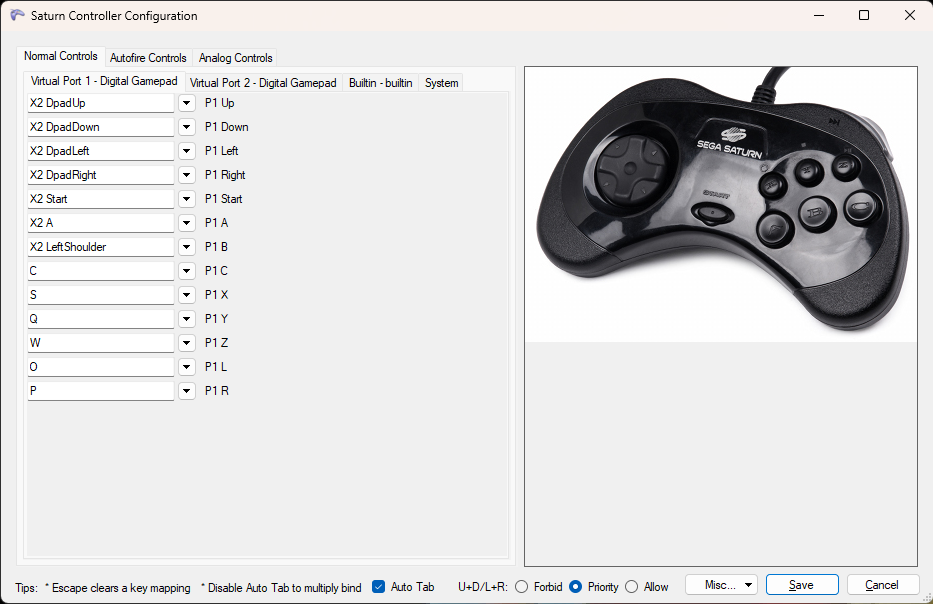 Saturn Controller Configuration
Normal Controls Autofire Controls Analog Controls
Virtual Port 1 - Digital Gamepad Virtual Port 2 - Digital Gamepad Builtin - builtin System
X2 DpadUp P1 Up
X2 DpadDown P1 Down
X2 DpadLeft P1 Left
X2 DpadRight P1 Right
X2 Start P1 Start
X2 A P1 A
X2 LeftShoulder P1 B
C P1 C
S P1 X
Q P1 Y
W P1 Z
O P1 L
P P1 R
SEGA SATURN
B
Tips: * Escape clears a key mapping * Disable Auto Tab to multiply bind Auto Tab U+D/L+R: Forbid Priority Allow Misc... Save Cancel